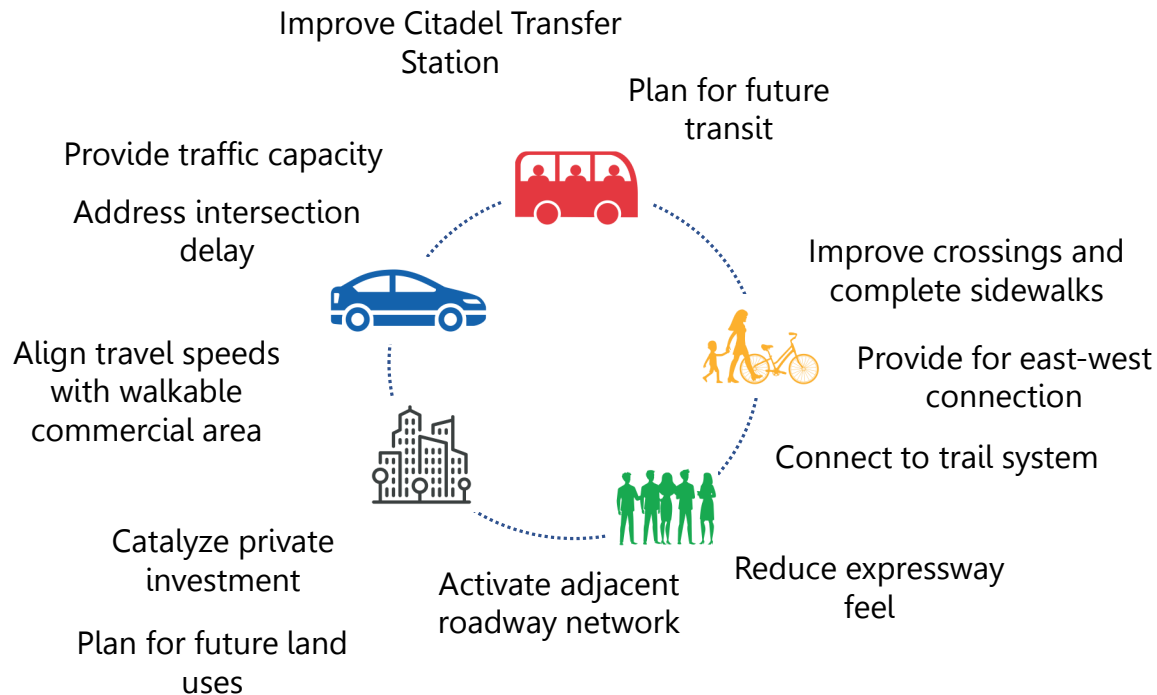 Improve Citadel Transfer
Station
Plan for future
transit
Provide traffic capacity
Address intersection
delay
Improve crossings and
complete sidewalks
Align travel speeds
with walkable
commercial area
Provide for east-west
connection
Connect to trail system
Catalyze private
investment
Activate adjacent
roadway network
Reduce expressway
feel
Plan for future land
uses